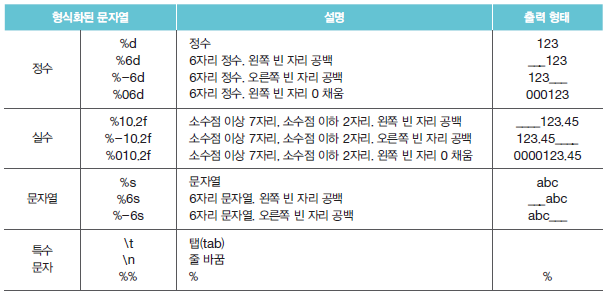 형식화된 문자열 설명 출력 형태
정수 %d 정수 123
%6d 6자리 정수, 왼쪽 빈 자리 공백 ___123
%-6d 6자리 정수, 오른쪽 빈 자리 공백 123___
%06d 6자리 정수, 왼쪽 빈 자리 0 채움 000123
실수 %10.2f 소수점 이상 7자리, 소수점 이하 2자리, 왼쪽 빈 자리 공백 ____123.45
%-10.2f 소수점 이상 7자리, 소수점 이하 2자리, 오른쪽 빈 자리 공백 123.45____
%010.2f 소수점 이상 7자리, 소수점 이하 2자리, 왼쪽 빈 자리 0 채움 0000123.45
문자열 %s 문자열 abc
%6s 6자리 문자열, 왼쪽 빈 자리 공백 ___abc
%-6s 6자리 문자열, 오른쪽 빈 자리 공백 abc___
특수 문자 \t 탭(tab)
\n 줄 바꿈
%% % %